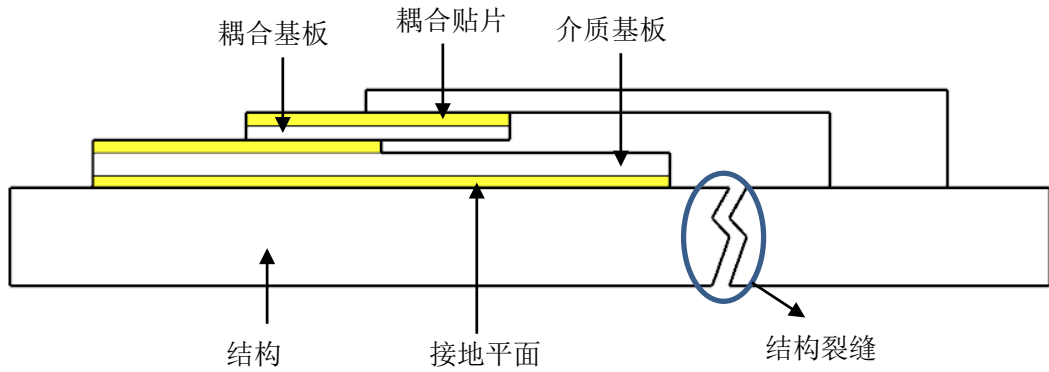 耦合基板
耦合贴片
介质基板
结构
接地平面
结构裂缝